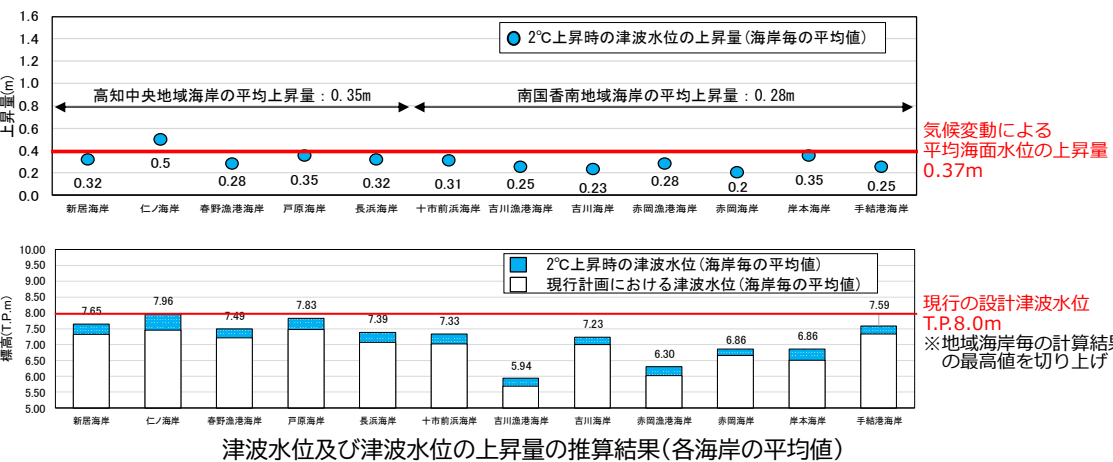 1.6
1.4
1.2
1.0
0.8
0.6
0.4
0.2
0.0
上昇量(m)
2℃上昇時の津波水位の上昇量(海岸毎の平均値)
高知中央地域海岸の平均上昇量：0.35m
南国香南地域海岸の平均上昇量：0.28m
0.32 0.5 0.28 0.35 0.32 0.31 0.25 0.23 0.28 0.2 0.35 0.25
新居海岸 仁ノ海岸 春野漁港海岸 戸原海岸 長浜海岸 十市前浜海岸 吉川漁港海岸 吉川海岸 赤岡漁港海岸 赤岡海岸 岸本海岸 手結港海岸
気候変動による
平均海面水位の上昇量
0.37m
10.00
9.50
9.00
8.50
8.00
7.50
7.00
6.50
6.00
5.50
5.00
標高(T.P.m)
2℃上昇時の津波水位(海岸毎の平均値)
現行計画における津波水位(海岸毎の平均値)
7.65 7.96 7.49 7.83 7.39 7.33 5.94 7.23 6.30 6.86 6.86 7.59
新居海岸 仁ノ海岸 春野漁港海岸 戸原海岸 長浜海岸 十市前浜海岸 吉川漁港海岸 吉川海岸 赤岡漁港海岸 赤岡海岸 岸本海岸 手結港海岸
現行の設計津波水位
T.P.8.0m
※地域海岸毎の計算結果
の最高値を切り上げ
津波水位及び津波水位の上昇量の推算結果(各海岸の平均値)